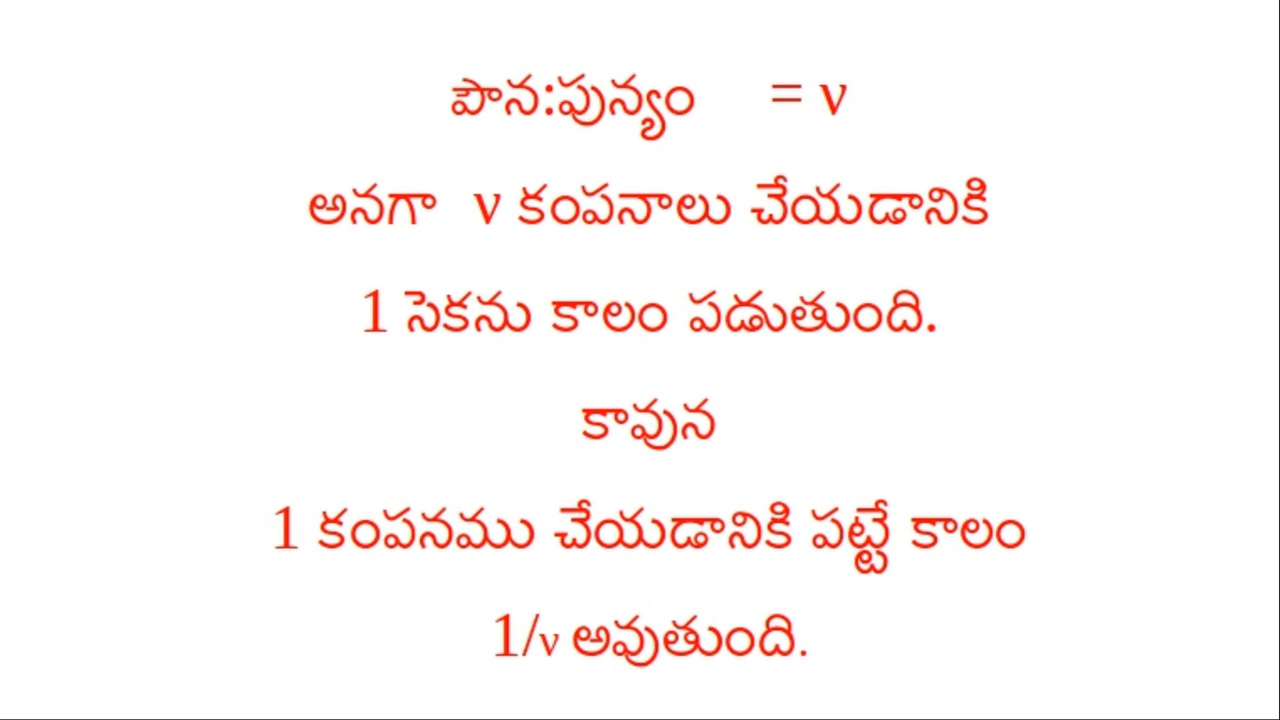 పౌన:పున్యం = ν
అనగా ν కంపనాలు చేయడానికి
1 సెకను కాలం పడుతుంది.
కావున
1 కంపనము చేయడానికి పట్టే కాలం
1/ν అవుతుంది.